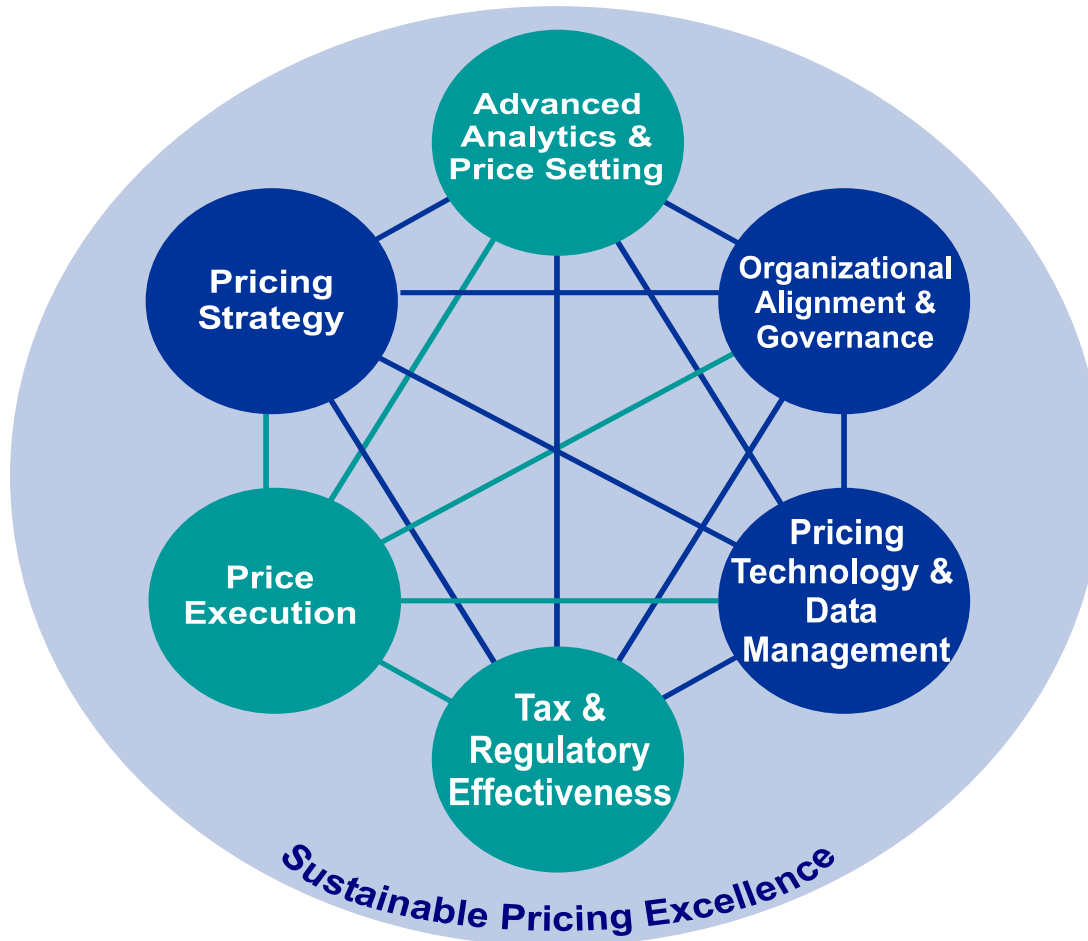 Advanced
Analytics &
Price Setting
Pricing
Strategy
Organizational
Alignment &
Governance
Price
Execution
Pricing
Technology &
Data
Management
Tax &
Regulatory
Effectiveness
Sustainable Pricing Excellence